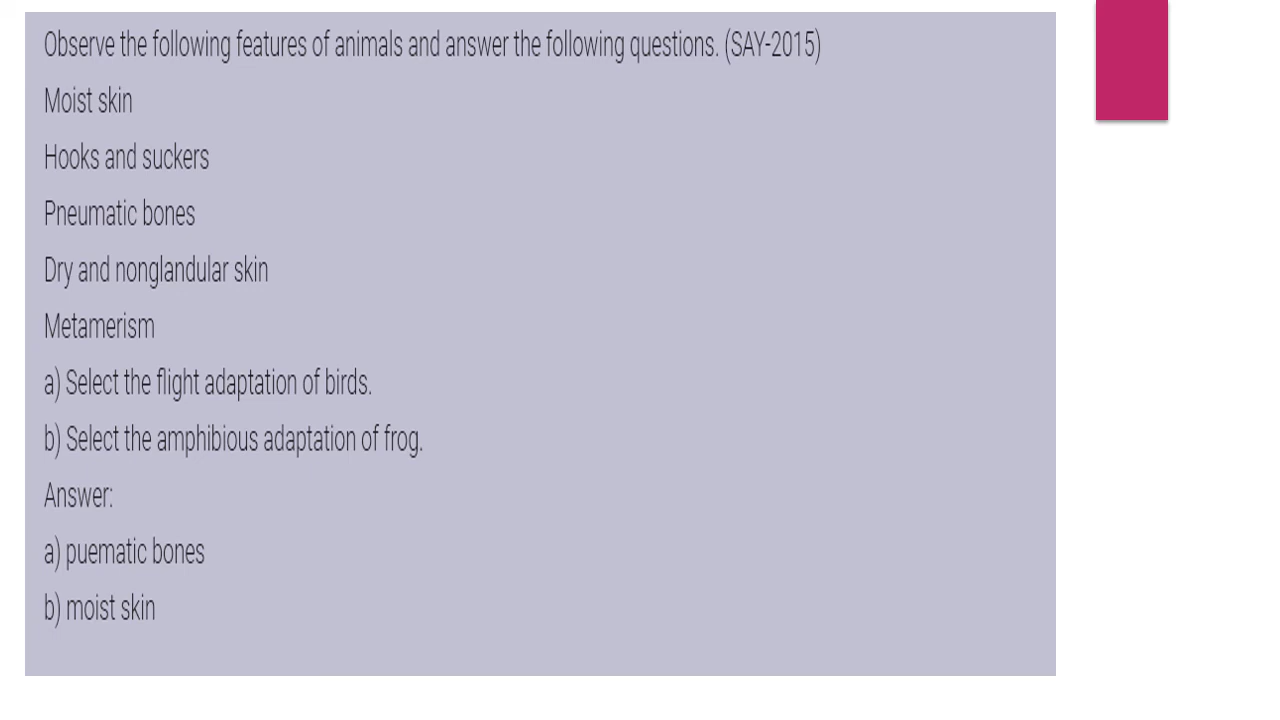 Observe the following features of animals and answer the following questions. (SAY-2015)
Moist skin
Hooks and suckers
Pneumatic bones
Dry and nonglandular skin
Metamerism
a) Select the flight adaptation of birds.
b) Select the amphibious adaptation of frog.
Answer:
a) puematic bones
b) moist skin